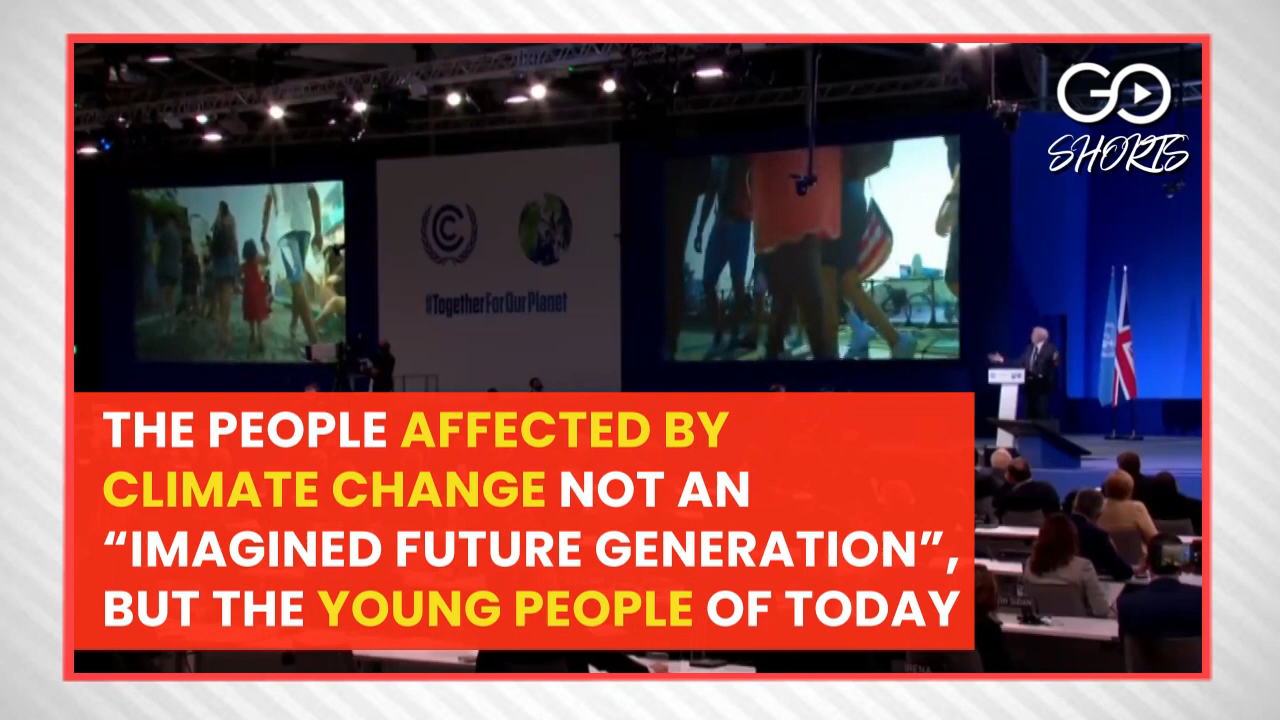 GO
SHORTS
#TogetherForOurPlanet
THE PEOPLE AFFECTED BY
CLIMATE CHANGE NOT AN
“IMAGINED FUTURE GENERATION”,
BUT THE YOUNG PEOPLE OF TODAY